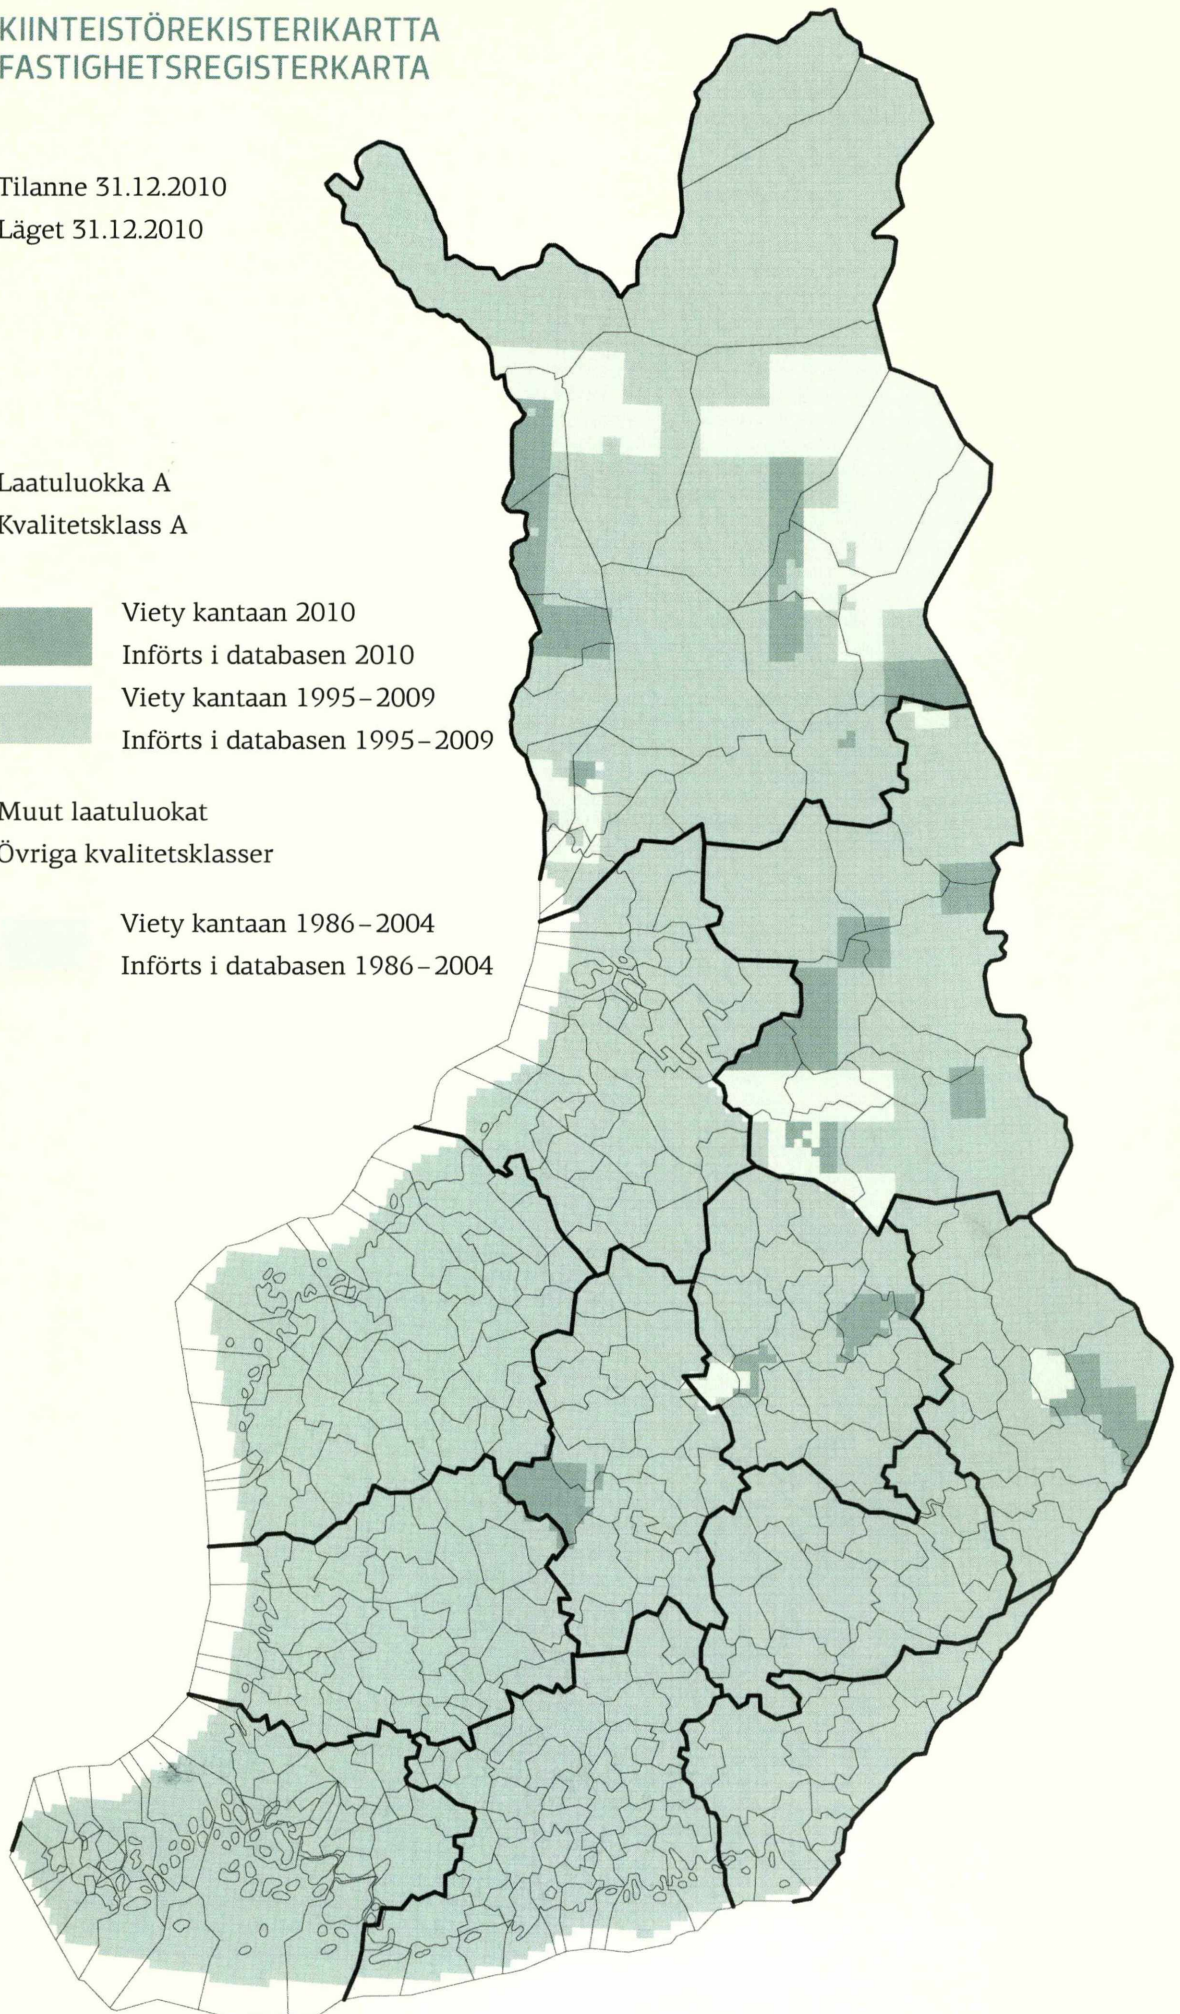 KIINTEISTÖREKISTERIKARTTA
FASTIGHETSREGISTERKARTA
Tilanne 31.12.2010
Läget 31.12.2010
Laatuluokka A
Kvalitetsklass A
Viety kantaan 2010
Införts i databasen 2010
Viety kantaan 1995–2009
Införts i databasen 1995–2009
Muut laatuluokat
Övriga kvalitetsklasser
Viety kantaan 1986–2004
Införts i databasen 1986–2004